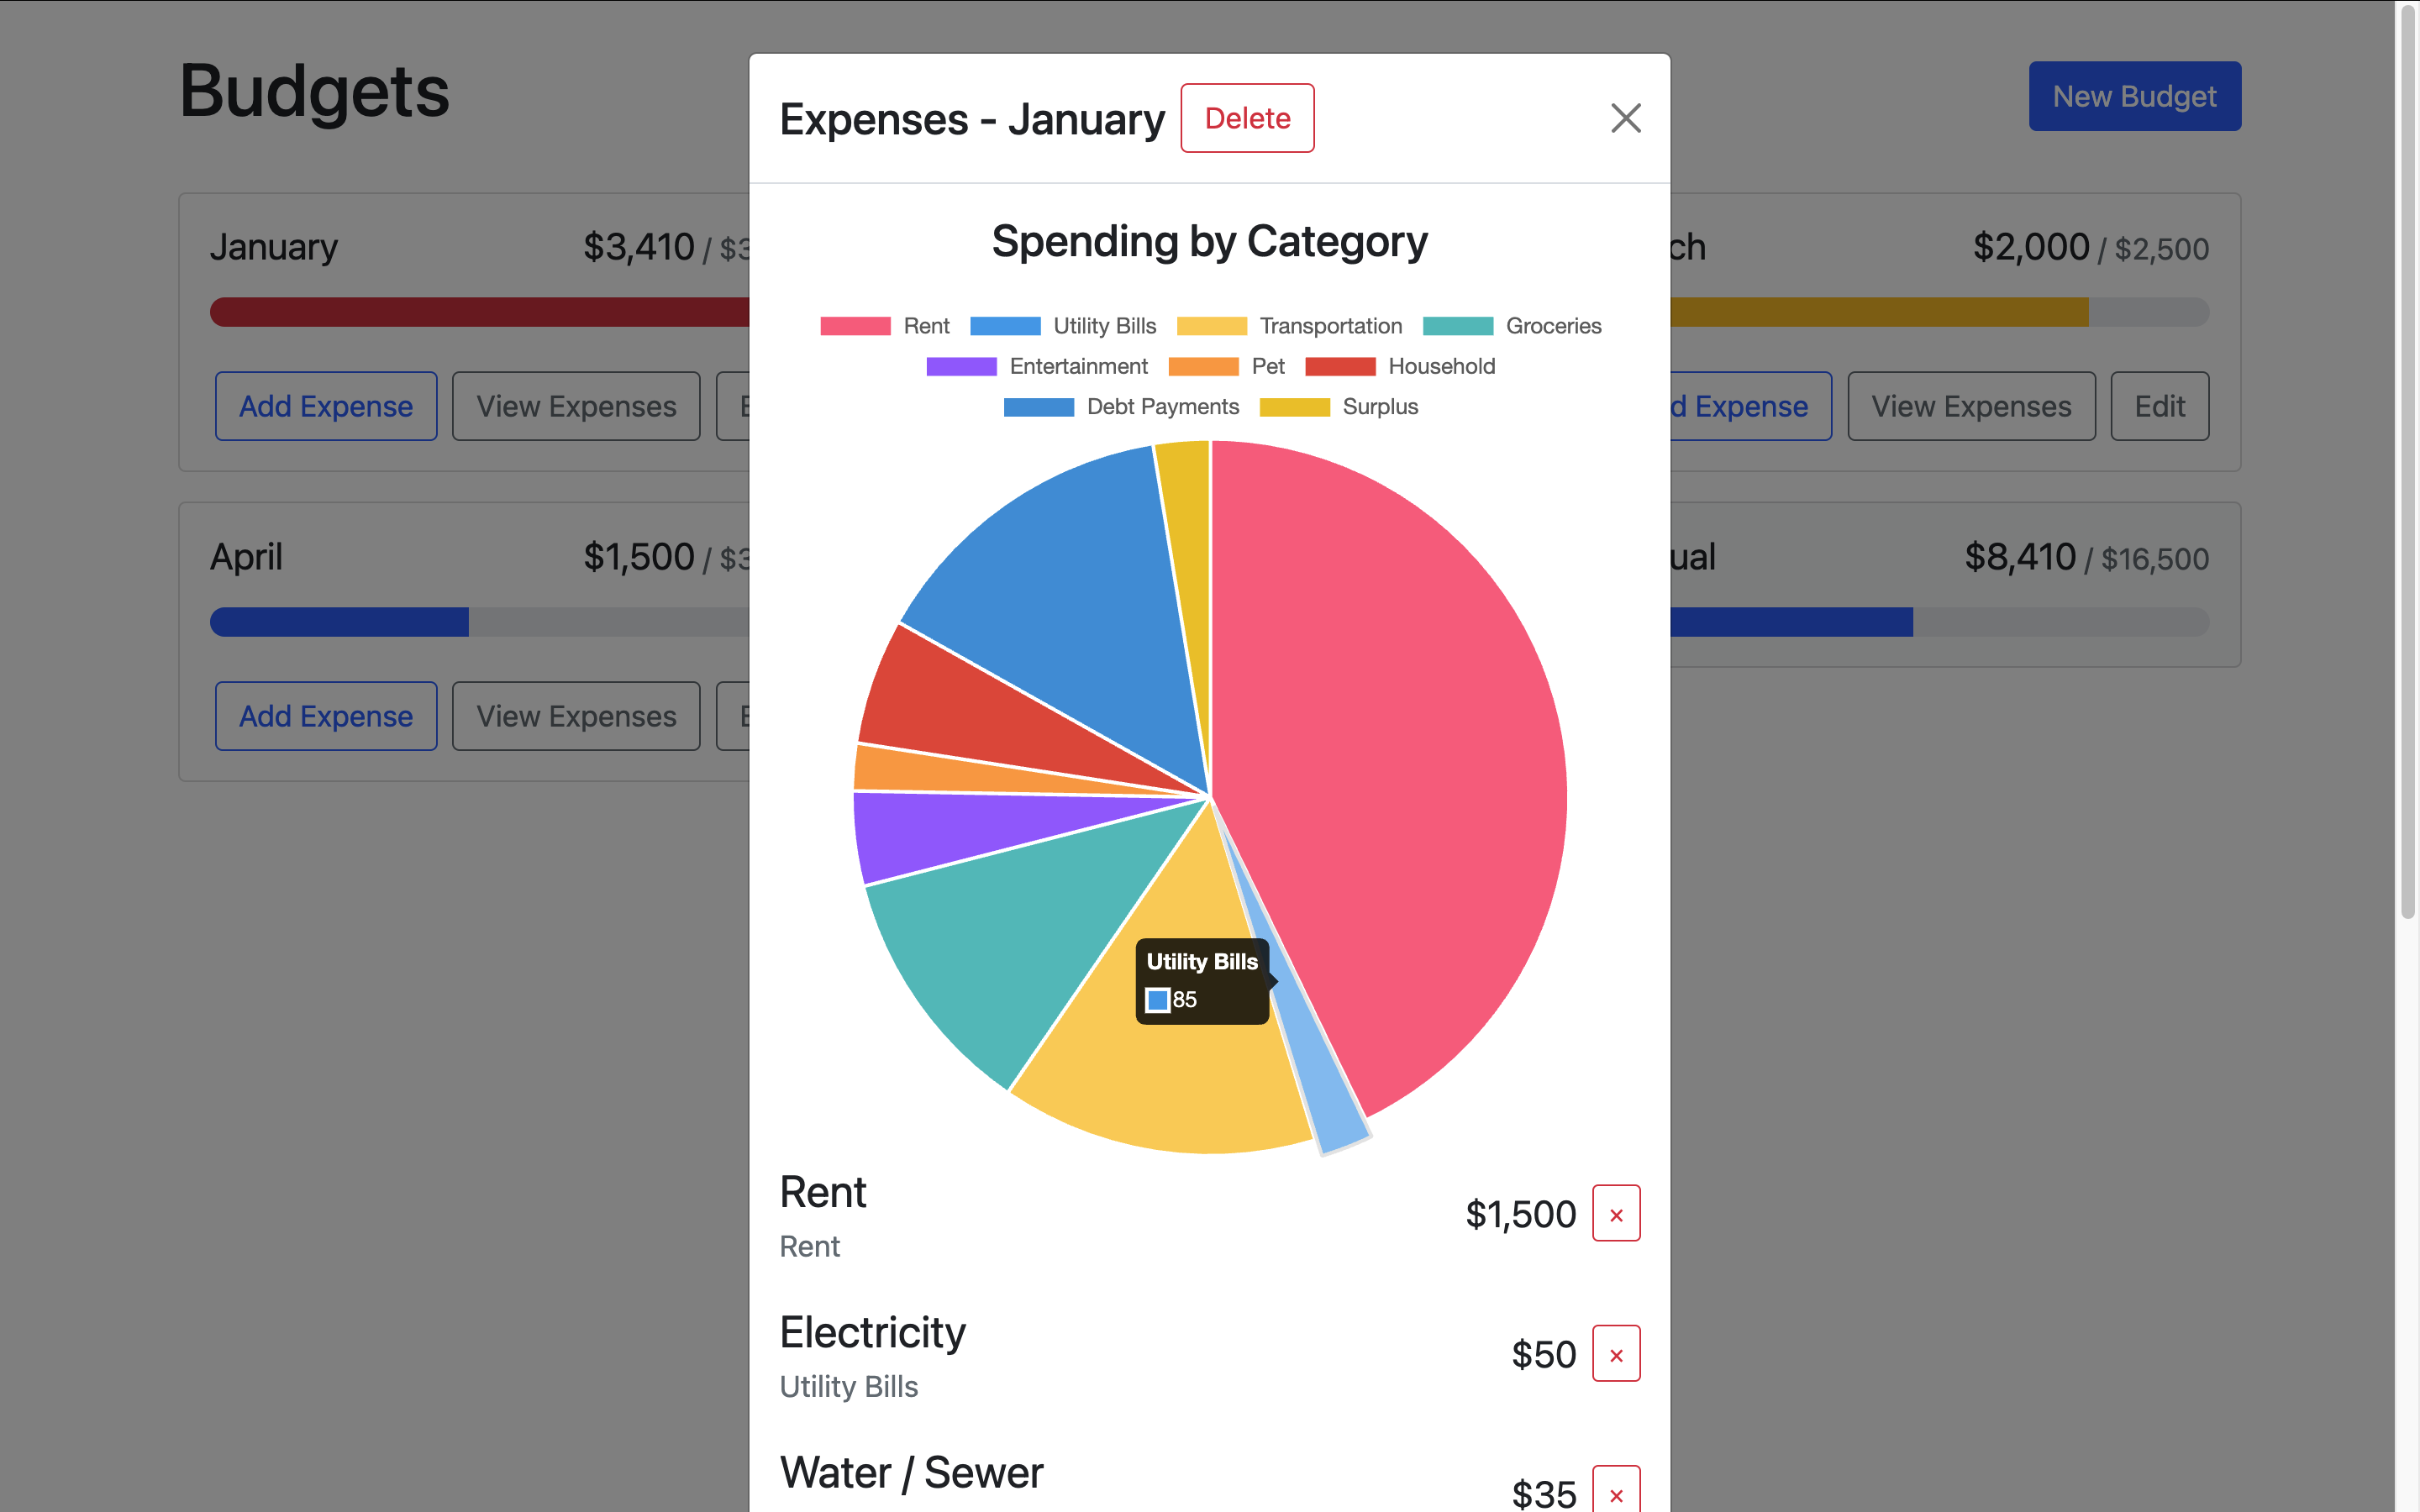 Budgets
New Budget
Expenses - January Delete
January $3,410 / $3
ch $2,000 / $2,500
Add Expense View Expenses E
d Expense View Expenses Edit
April $1,500 / $3
ual $8,410 / $16,500
Add Expense View Expenses E
Spending by Category
Rent Utility Bills Transportation Groceries
Entertainment Pet Household
Debt Payments Surplus
Utility Bills
85
Rent
Rent
$1,500 ×
Electricity
Utility Bills
$50 ×
Water / Sewer
$35 ×